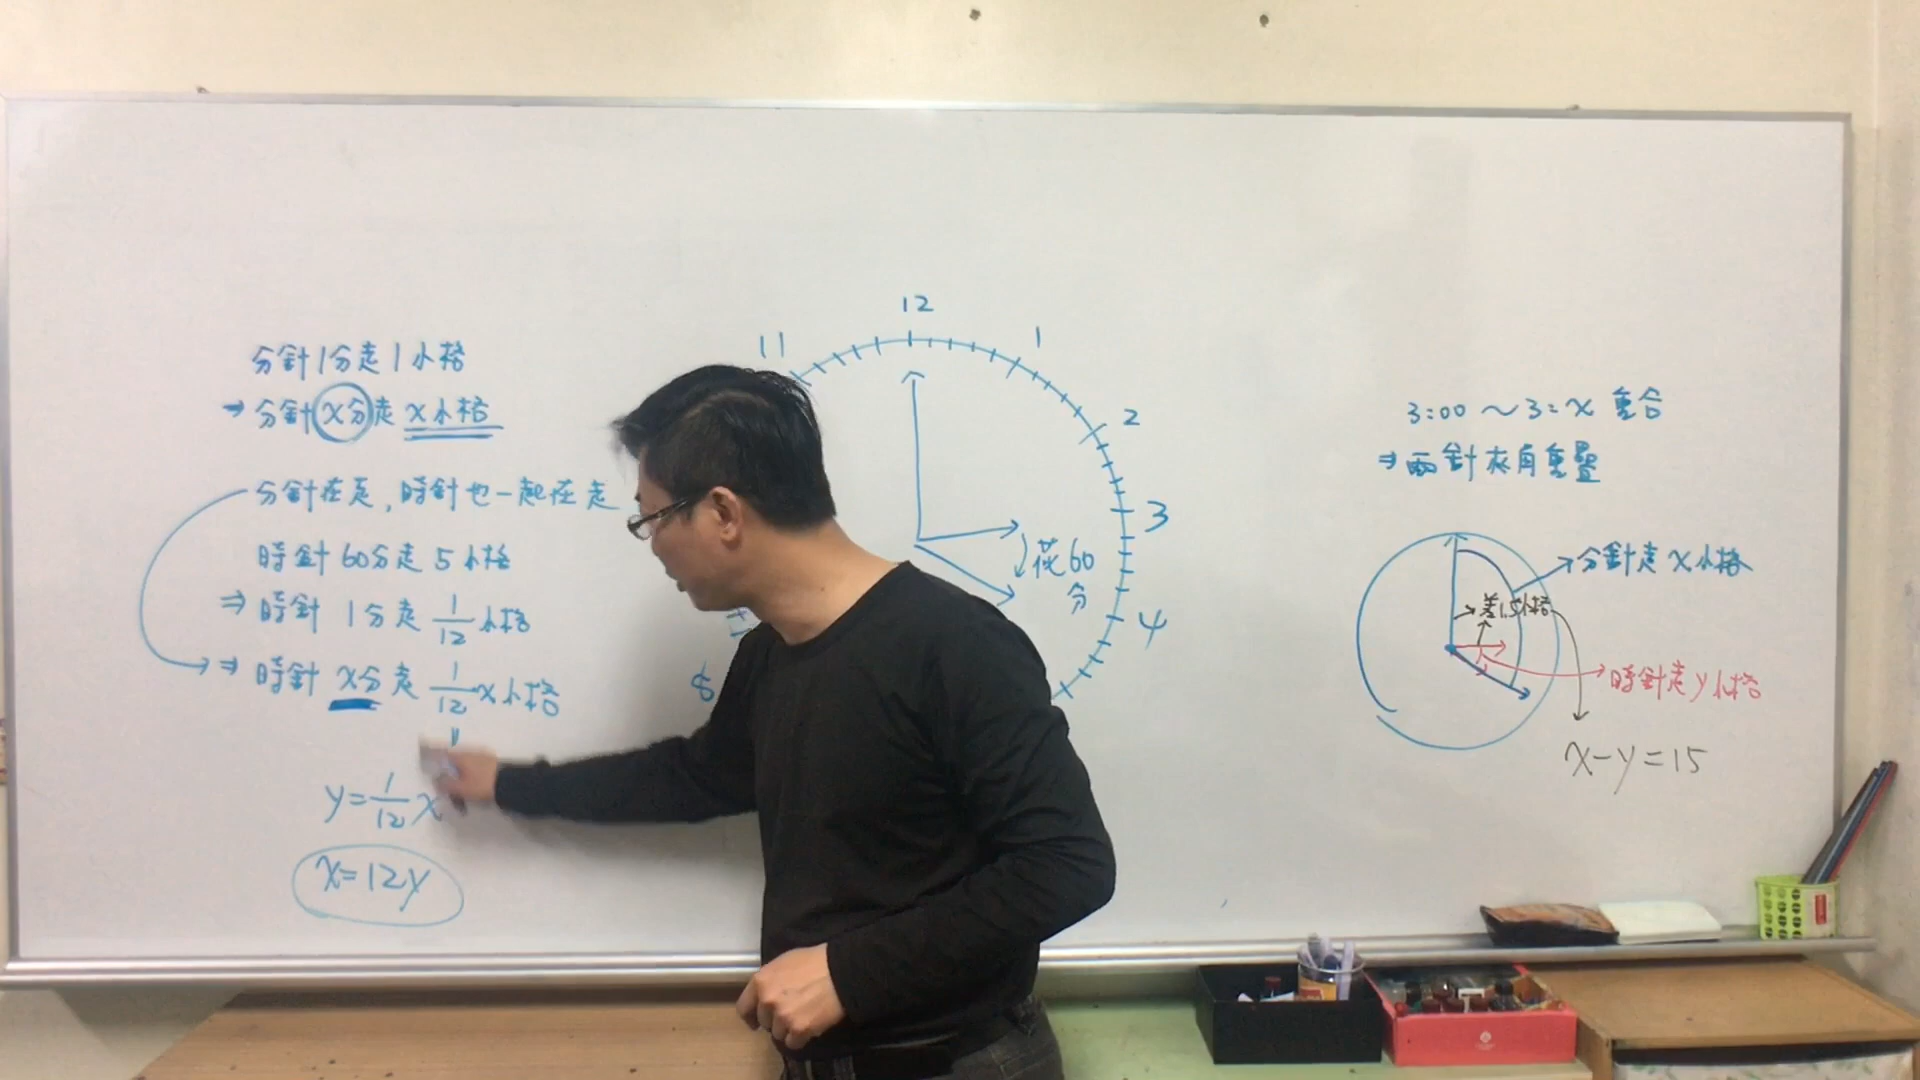 分針1分走1小格
⇒ 分針x分走 x小格
分針在走,時針也一起在走
時針60分走5小格
⇒ 時針 1分走 1/12 小格
⇒ 時針 x分走 1/12 x小格
y=1/12 x
x=12y
12
11
1
2
3
4
8
花60
分
3:00 ~ 3:x 重合
⇒ 兩針夾角重疊
分針走x小格
差15小格
時針走y小格
x-y=15